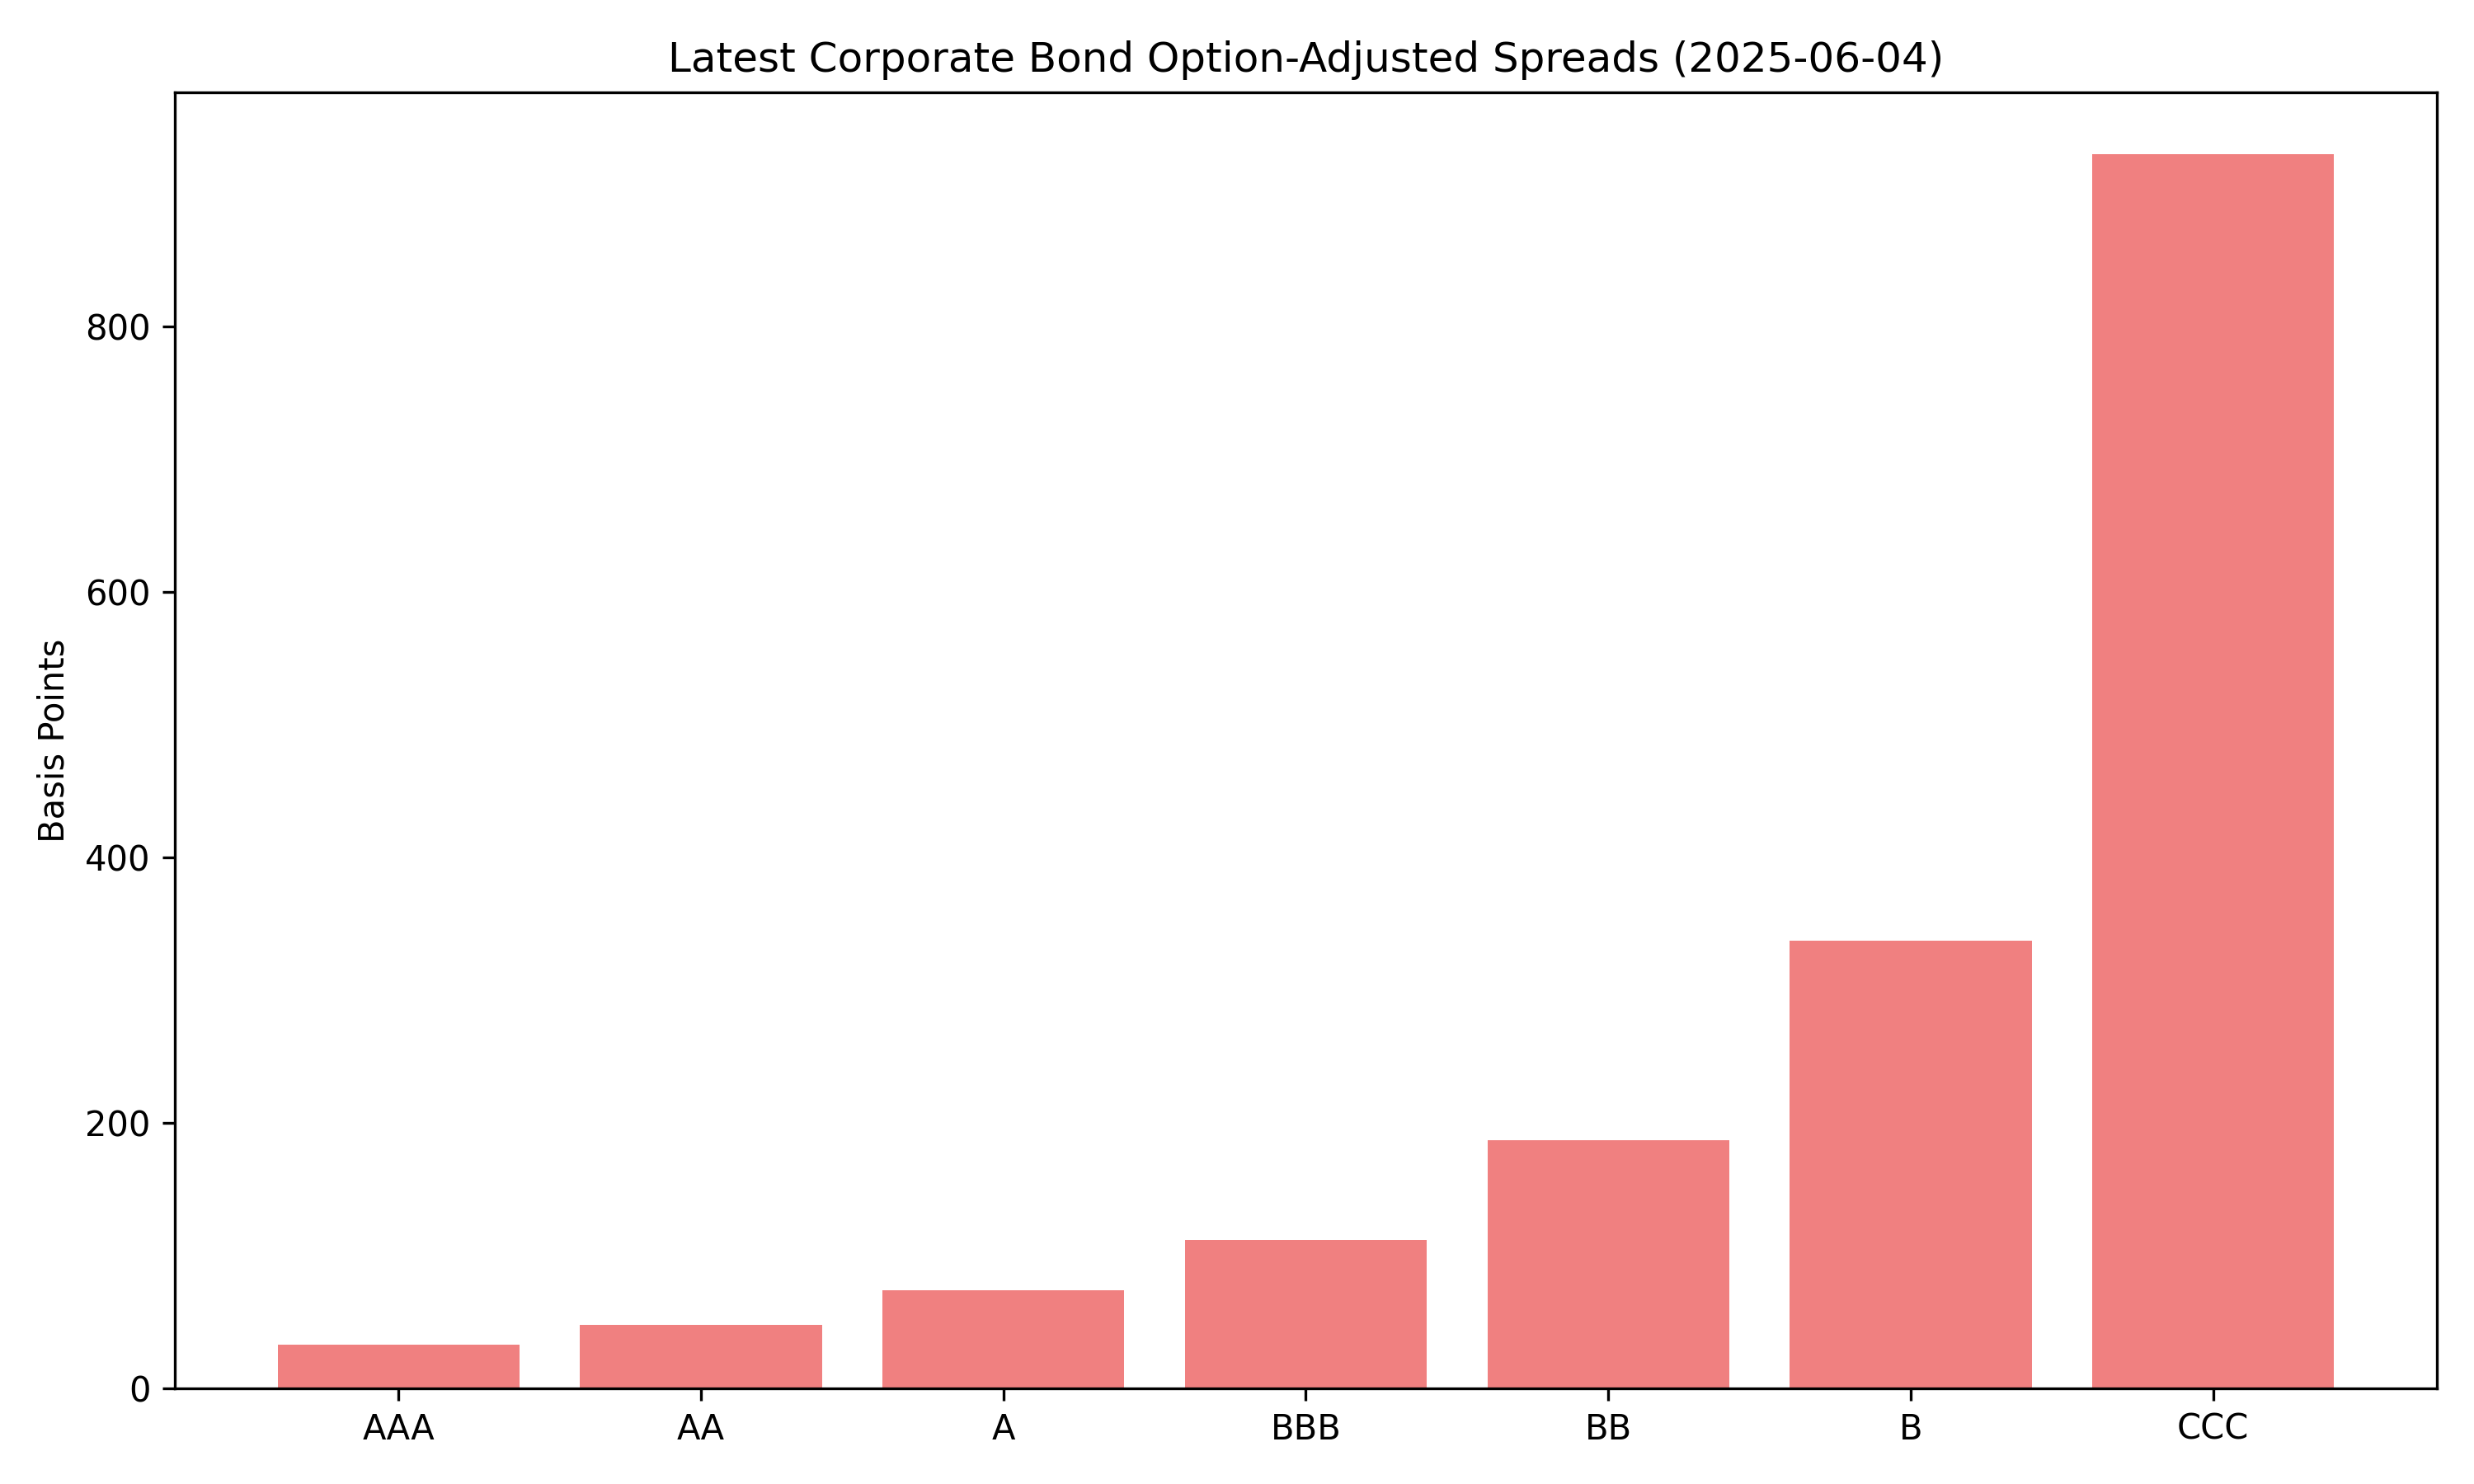 Latest Corporate Bond Option-Adjusted Spreads (2025-06-04)
Basis Points
800
600
400
200
0
AAA AA A BBB BB B CCC